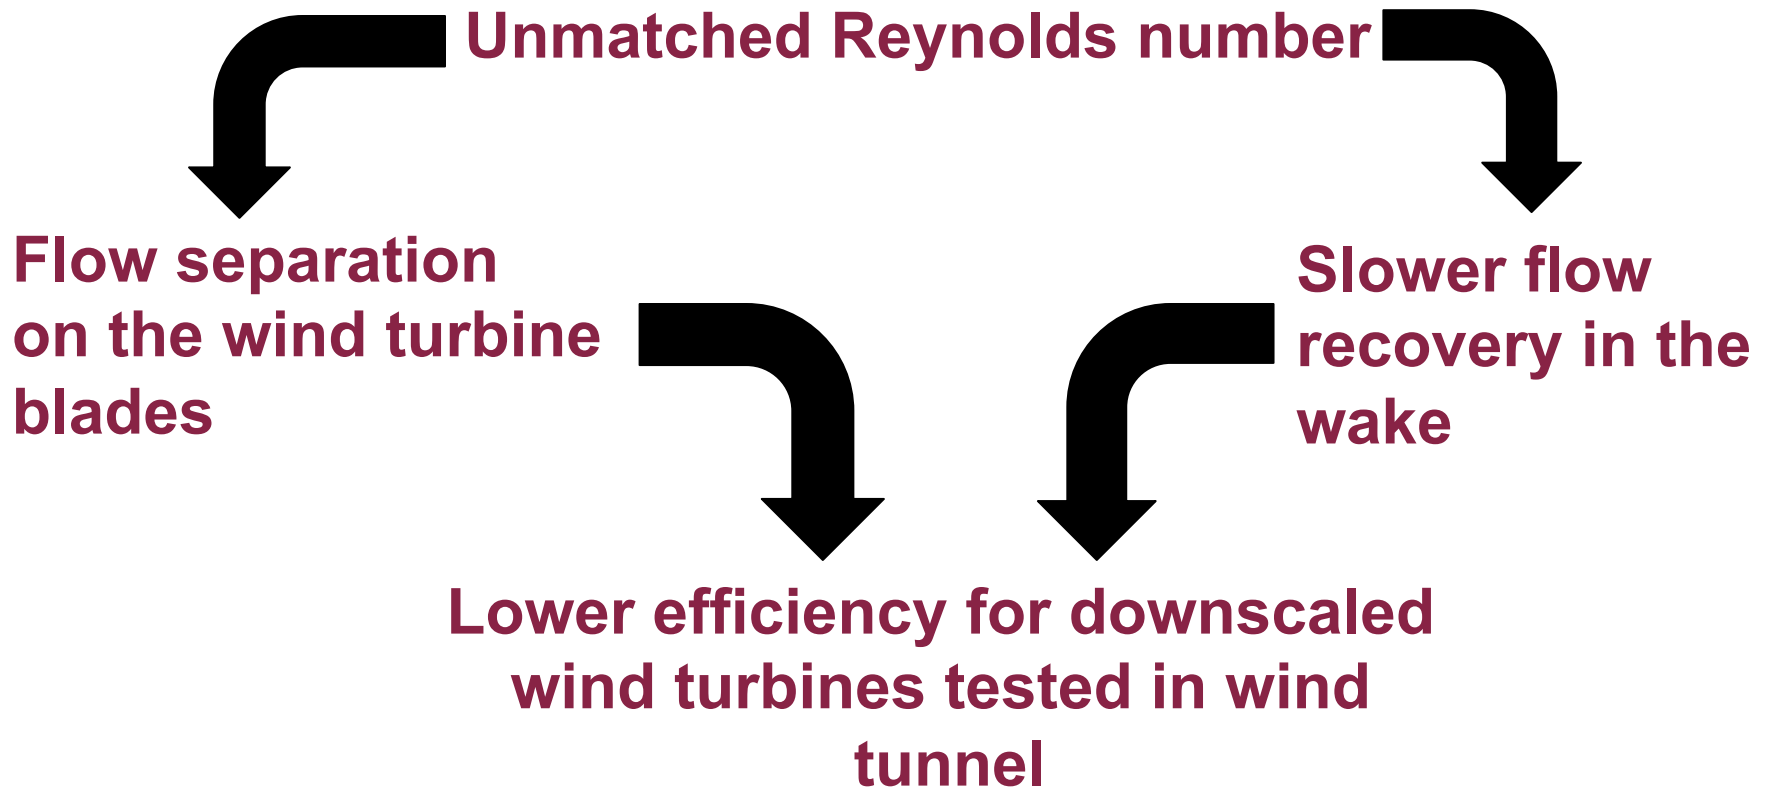 Unmatched Reynolds number
Flow separation
on the wind turbine
blades
Slower flow
recovery in the
wake
Lower efficiency for downscaled
wind turbines tested in wind
tunnel